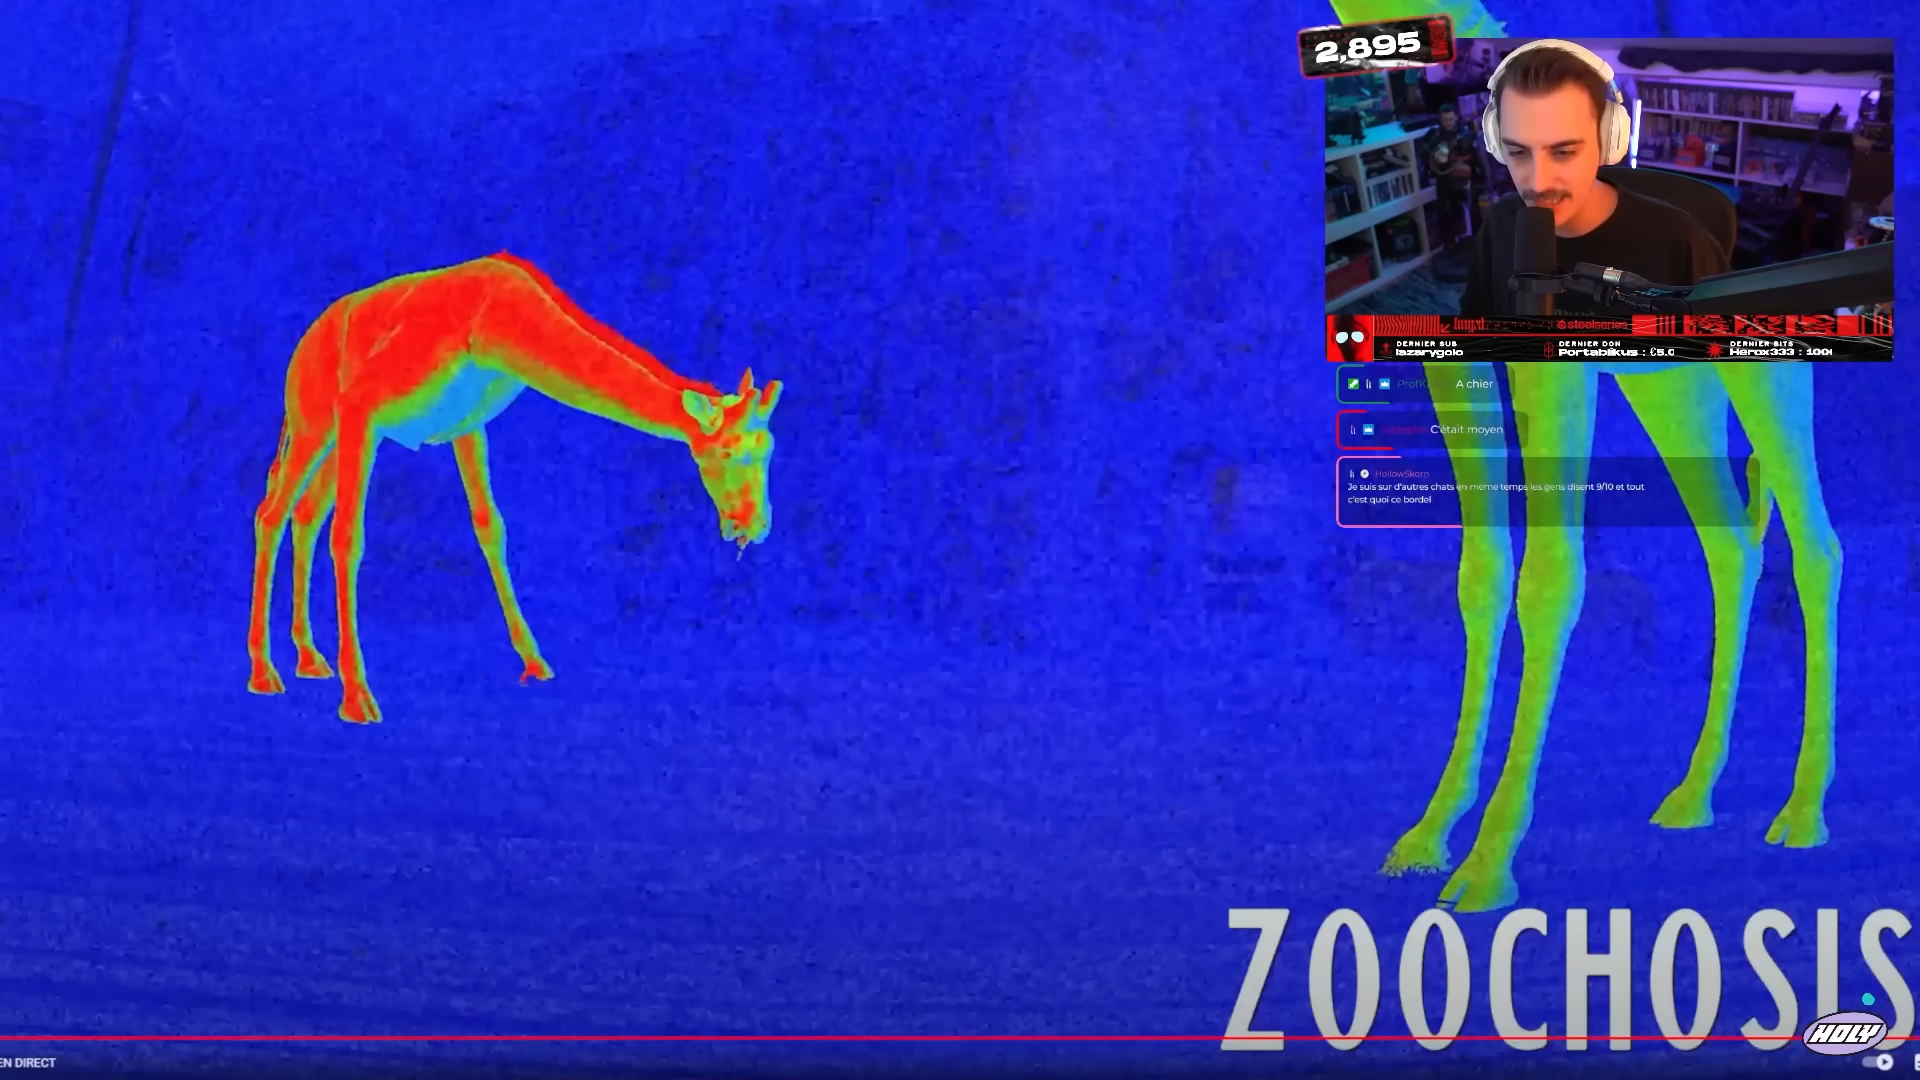 2,895
steelseries
DERNIER SUB
lazarygolo
DERNIER DON
Portablikus : £5.0
DERNIER BITS
Herox333 : 100
A chier
C'était moyen
HollowSkorn
Je suis sur d'autres chats en même temps les gens disent 9/10 et tout
c'est quoi ce bordel
ZOOCHOSIS
HOLY
EN DIRECT